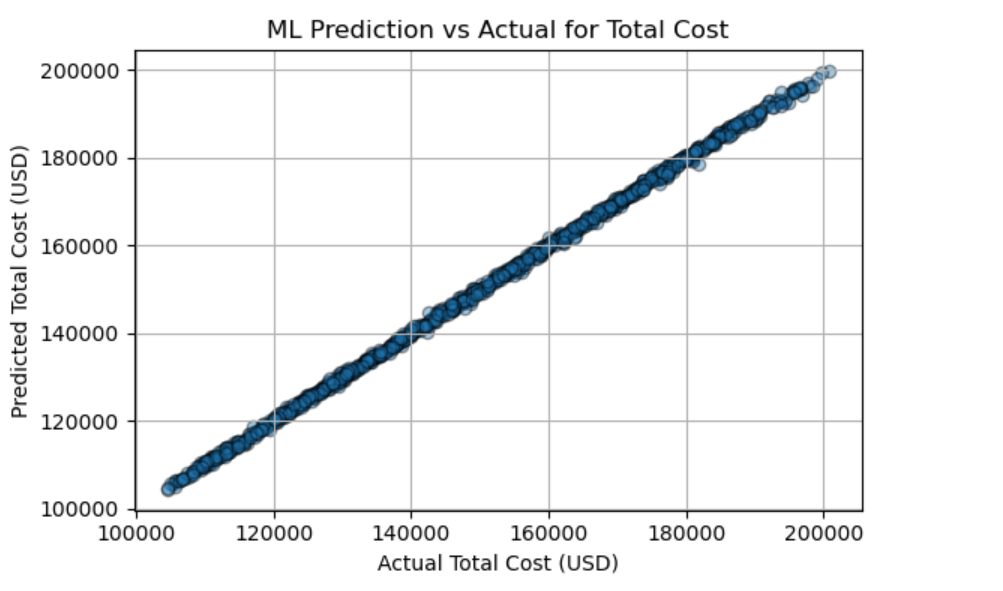 ML Prediction vs Actual for Total Cost
Predicted Total Cost (USD)
200000
180000
160000
140000
120000
100000
100000 120000 140000 160000 180000 200000
Actual Total Cost (USD)